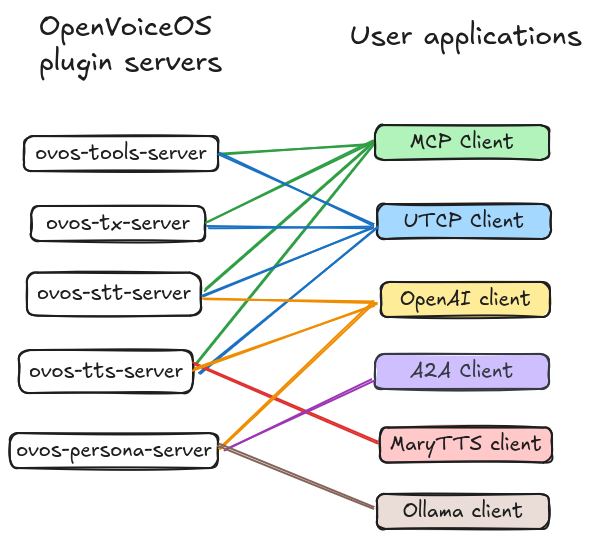 OpenVoiceOS
plugin servers
User applications
ovos-tools-server
ovos-tx-server
ovos-stt-server
ovos-tts-server
ovos-persona-server
MCP Client
UTCP Client
OpenAI client
A2A Client
MaryTTS client
Ollama client